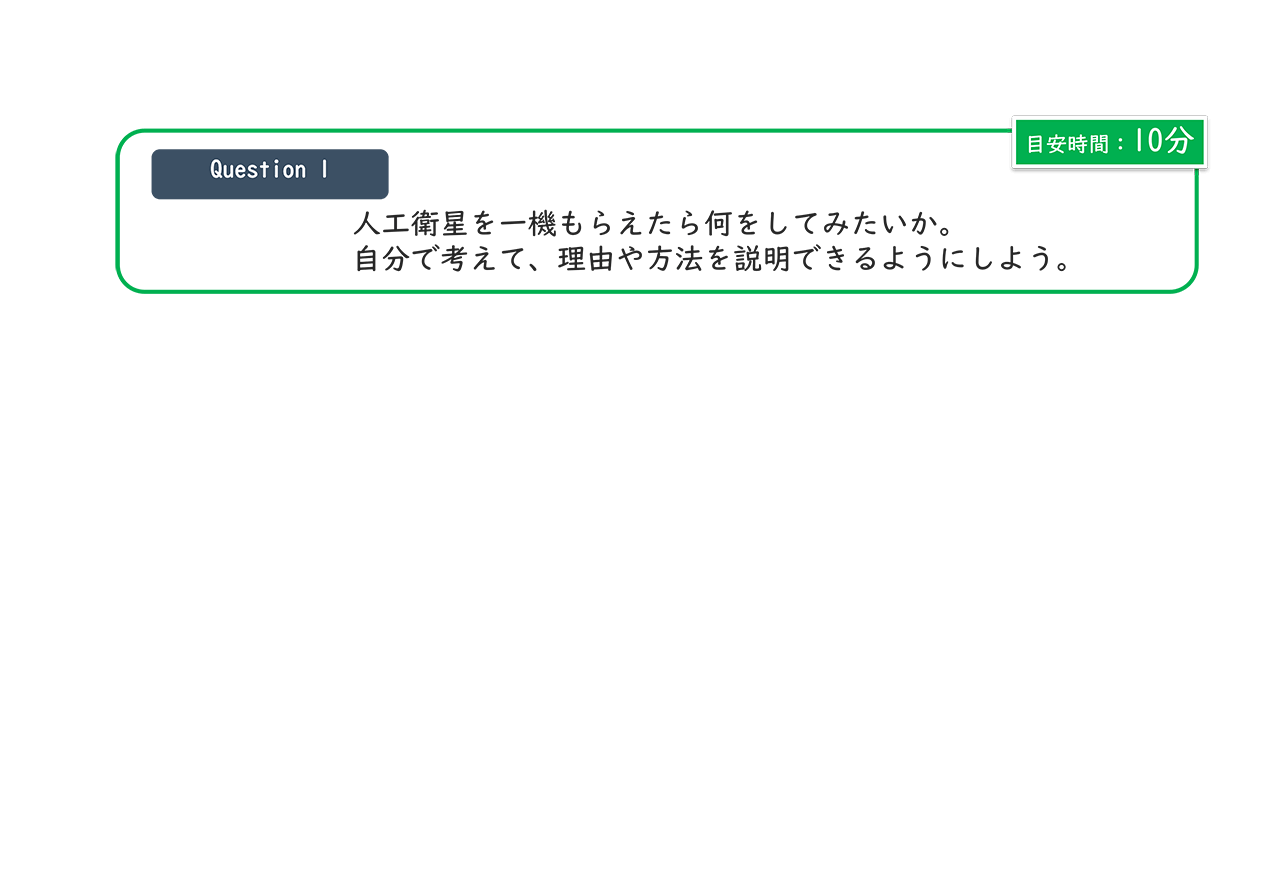 目安時間：10分
Question 1
人工衛星を一機もらえたら何をしてみたいか。
自分で考えて、理由や方法を説明できるようにしよう。